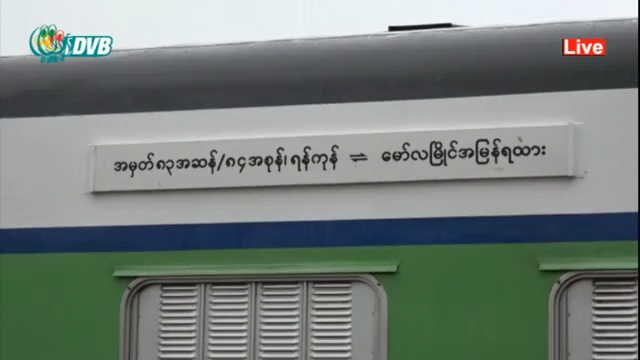 DVB
Live
အမှတ်၈၃အဆန်/၈၄အစုန်၊ ရန်ကုန် ⇌ မော်လမြိုင်အမြန်ရထား